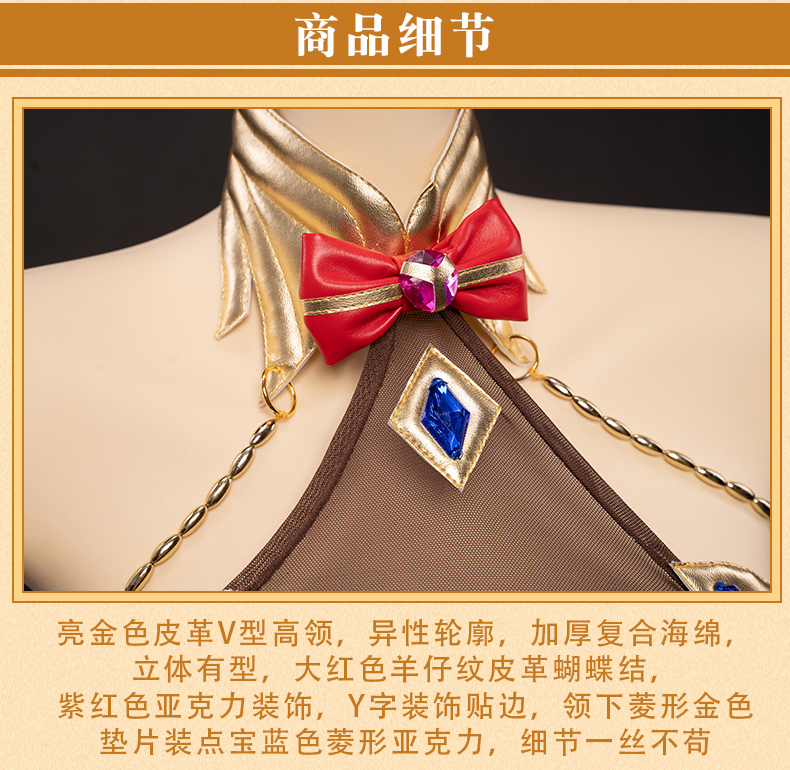 商品细节
亮金色皮革V型高领，异性轮廓，加厚复合海绵，
立体有型，大红色羊仔纹皮革蝴蝶结，
紫红色亚克力装饰，Y字装饰贴边，领下菱形金色
垫片装点宝蓝色菱形亚克力，细节一丝不苟